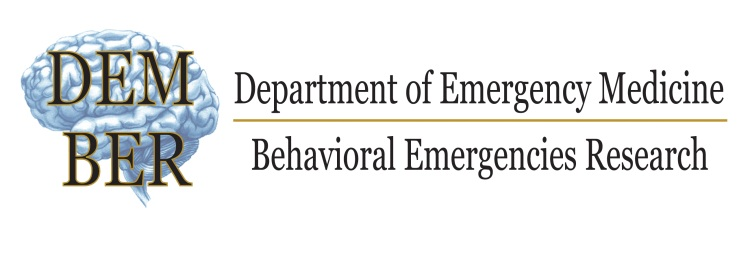 DEM
BER
Department of Emergency Medicine
Behavioral Emergencies Research